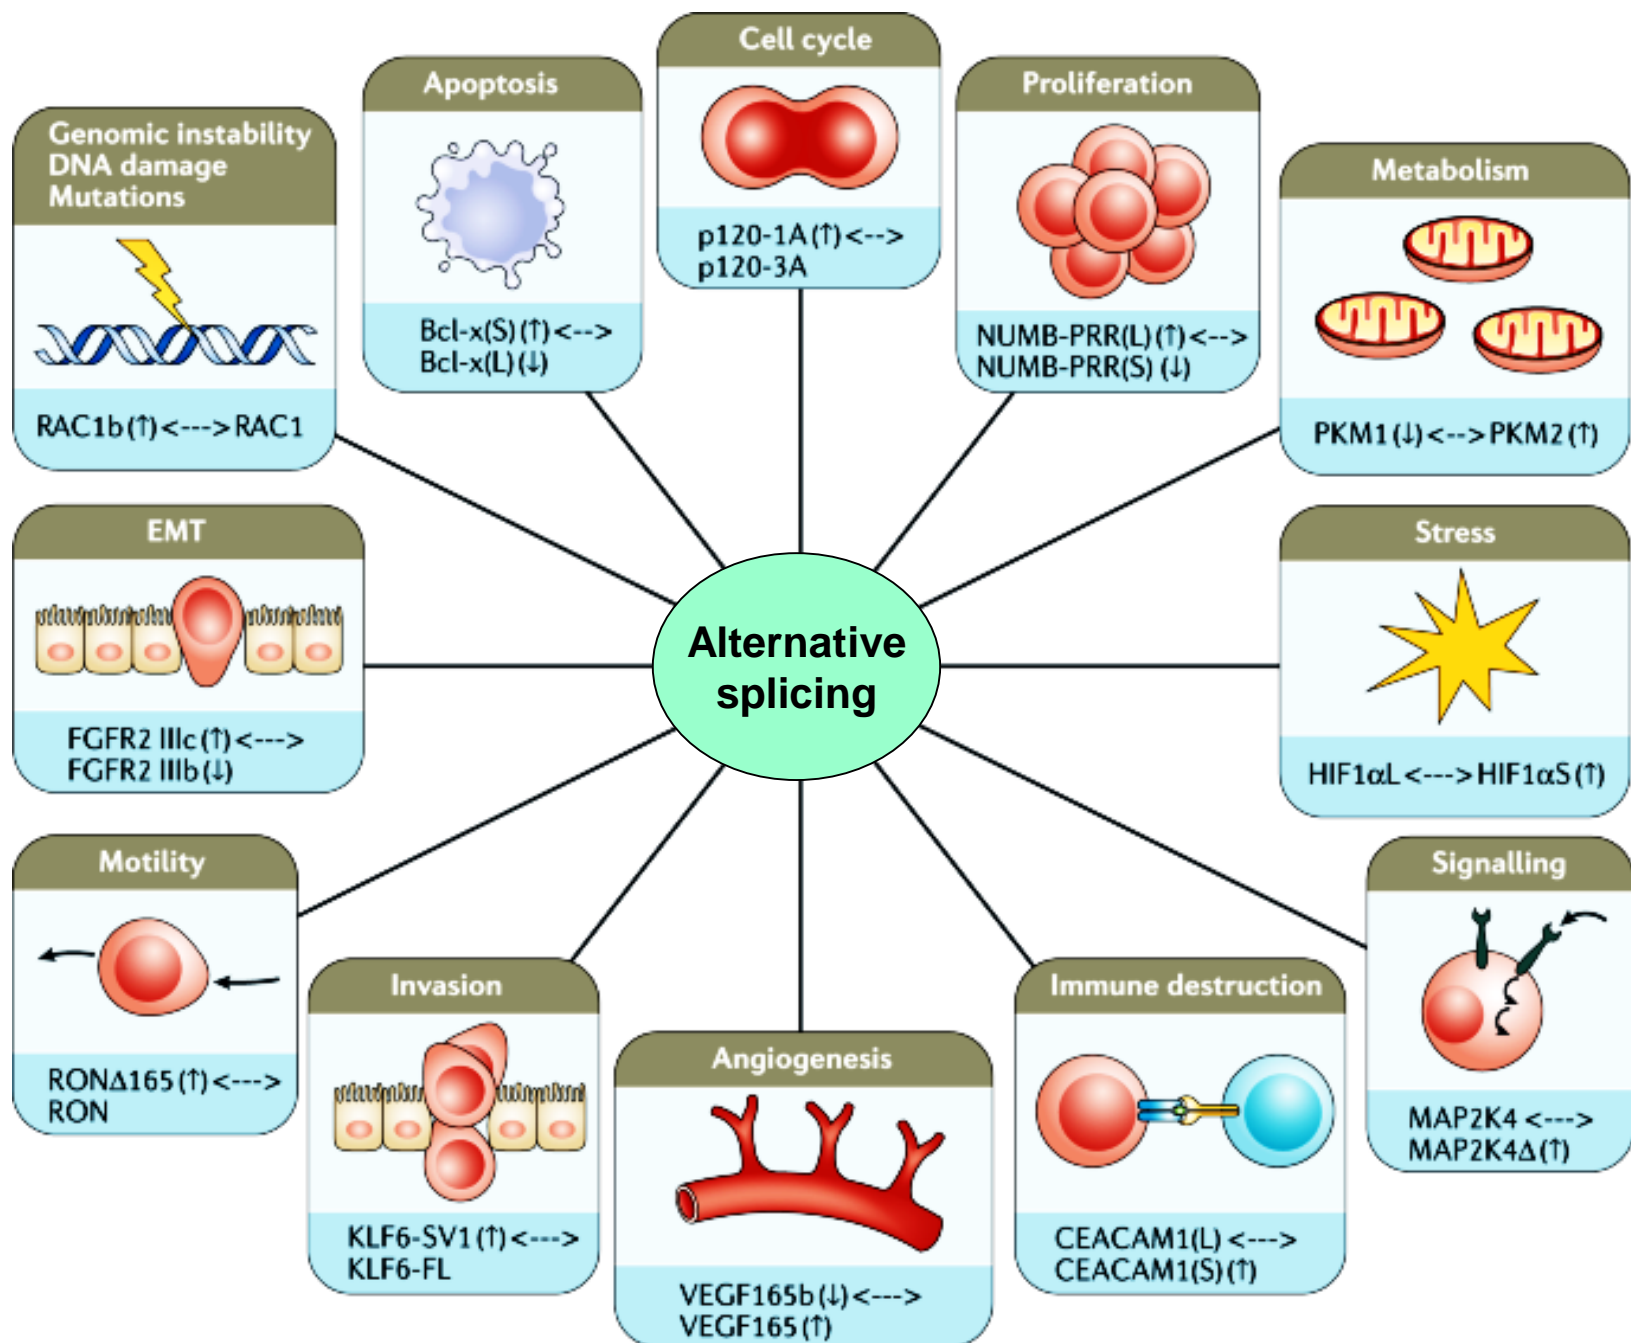 Cell cycle
p120-1A(↑)<-->
p120-3A
Apoptosis
Bcl-x(S)(↑)<-->
Bcl-x(L)(↓)
Proliferation
NUMB-PRR(L)(↑)<-->
NUMB-PRR(S) (↓)
Genomic instability
DNA damage
Mutations
RAC1b(↑)<--->RAC1
Metabolism
PKM1(↓)<-->PKM2(↑)
EMT
FGFR2 IIIc(↑)<--->
FGFR2 IIIb(↓)
Alternative
splicing
Stress
HIF1αL<--->HIF1αS(↑)
Motility
RONΔ165(↑)<--->
RON
Signalling
MAP2K4 <--->
MAP2K4Δ(↑)
Invasion
KLF6-SV1(↑)<--->
KLF6-FL
Immune destruction
CEACAM1(L) <--->
CEACAM1(S)(↑)
Angiogenesis
VEGF165b(↓)<--->
VEGF165(↑)